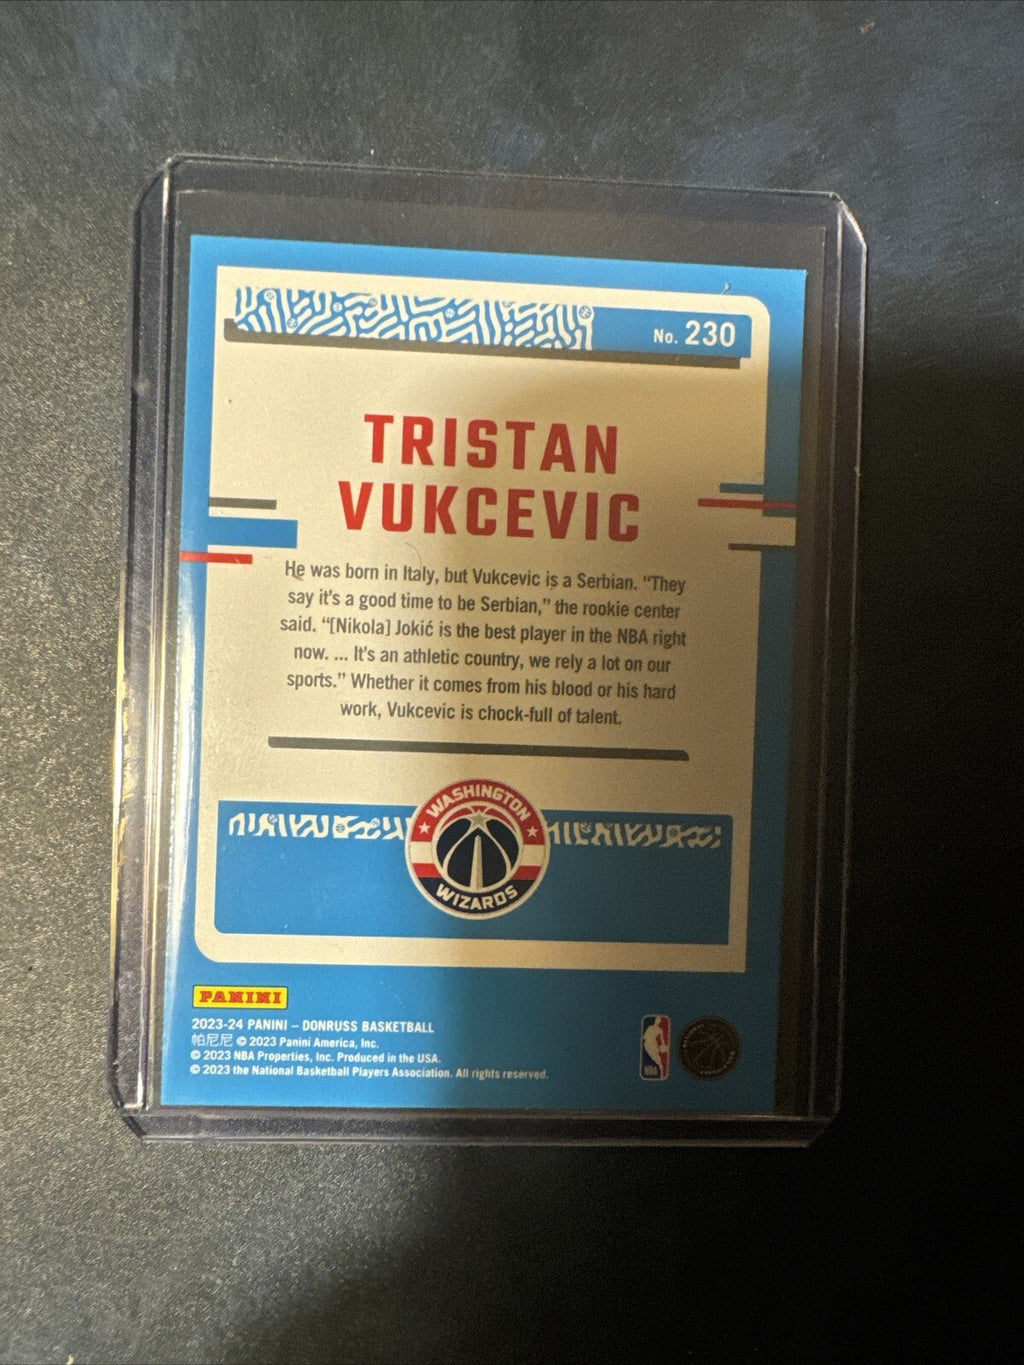 No. 230
TRISTAN
VUKCEVIC
He was born in Italy, but Vukcevic is a Serbian. “They
say it's a good time to be Serbian,” the rookie center
said. “[Nikola] Jokić is the best player in the NBA right
now. ... It's an athletic country, we rely a lot on our
sports.” Whether it comes from his blood or his hard
work, Vukcevic is chock-full of talent.
WASHINGTON
WIZARDS
PANINI
2023-24 PANINI – DONRUSS BASKETBALL
帕尼尼 © 2023 Panini America, Inc.
© 2023 NBA Properties, Inc. Produced in the USA.
© 2023 the National Basketball Players Association. All rights reserved.
NBA